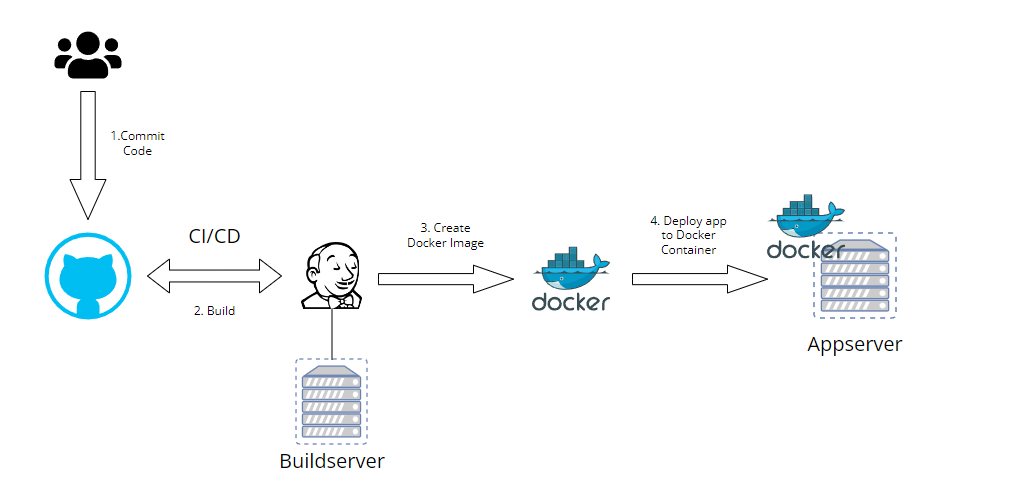 1.Commit
Code
CI/CD
2. Build
3. Create
Docker Image
docker
4. Deploy app
to Docker
Container
docker
Appserver
Buildserver